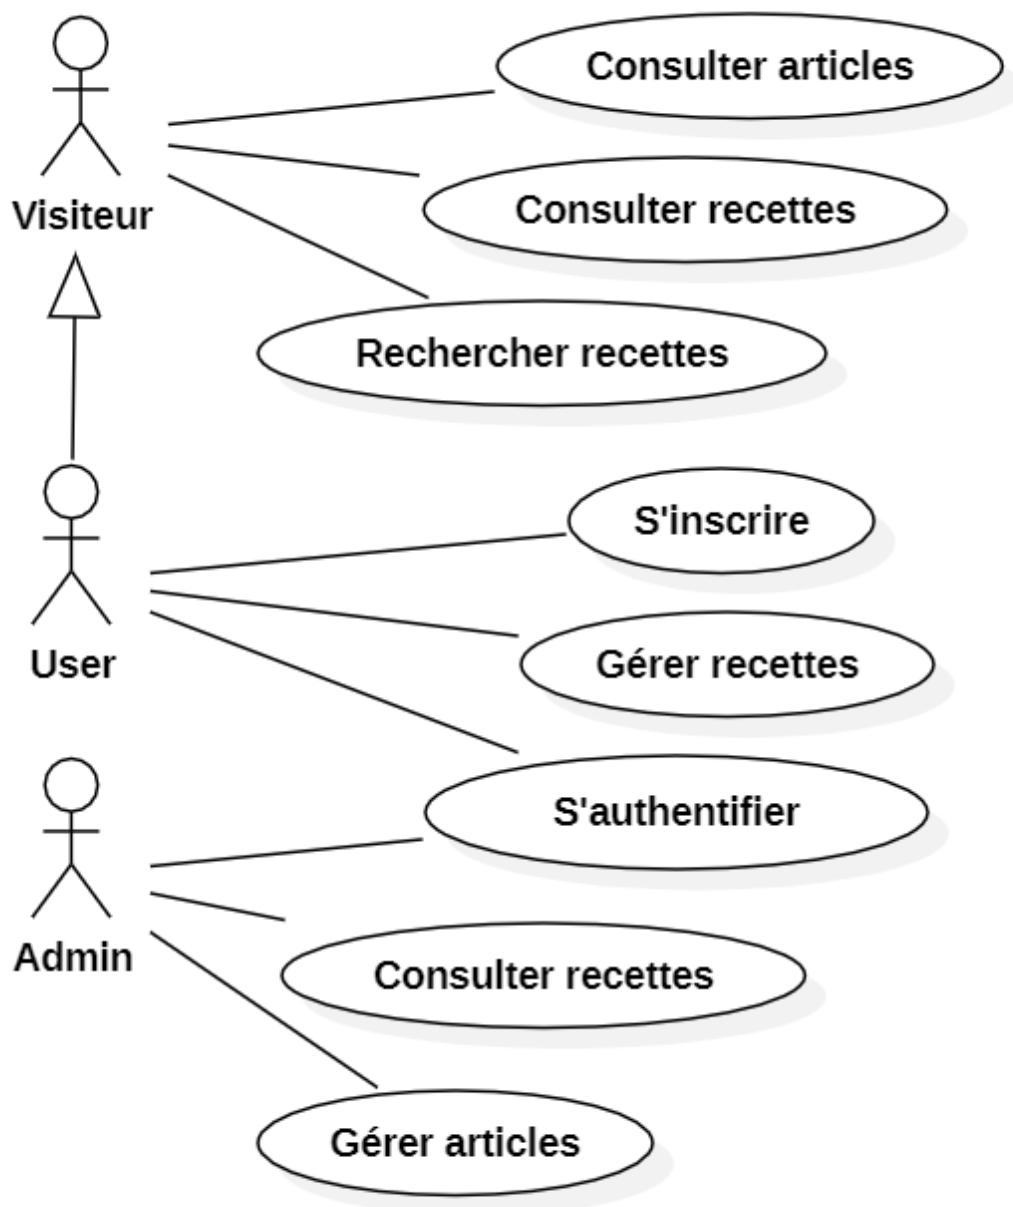 Consulter articles
Visiteur
Consulter recettes
Rechercher recettes
S'inscrire
User
Gérer recettes
S'authentifier
Admin
Consulter recettes
Gérer articles